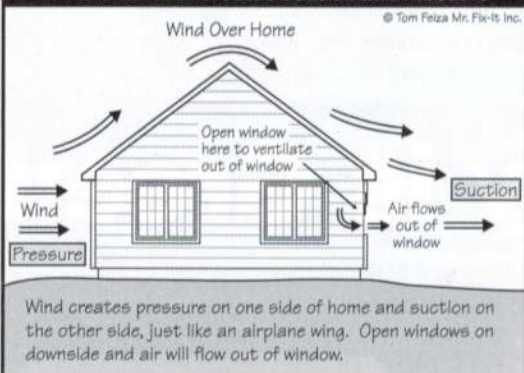 © Tom Feiza Mr. Fix-It Inc.
Wind Over Home
Open window
here to ventilate
out of window
Suction
Wind
Pressure
Air flows
out of
window
Wind creates pressure on one side of home and suction on
the other side, just like an airplane wing. Open windows on
downside and air will flow out of window.